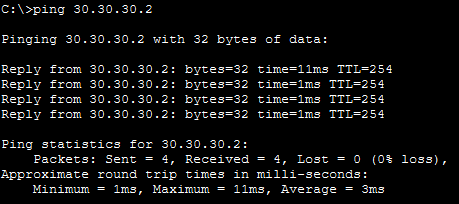 C:\>ping 30.30.30.2
Pinging 30.30.30.2 with 32 bytes of data:
Reply from 30.30.30.2: bytes=32 time=11ms TTL=254
Reply from 30.30.30.2: bytes=32 time=1ms TTL=254
Reply from 30.30.30.2: bytes=32 time=1ms TTL=254
Reply from 30.30.30.2: bytes=32 time=1ms TTL=254
Ping statistics for 30.30.30.2:
    Packets: Sent = 4, Received = 4, Lost = 0 (0% loss),
Approximate round trip times in milli-seconds:
    Minimum = 1ms, Maximum = 11ms, Average = 3ms